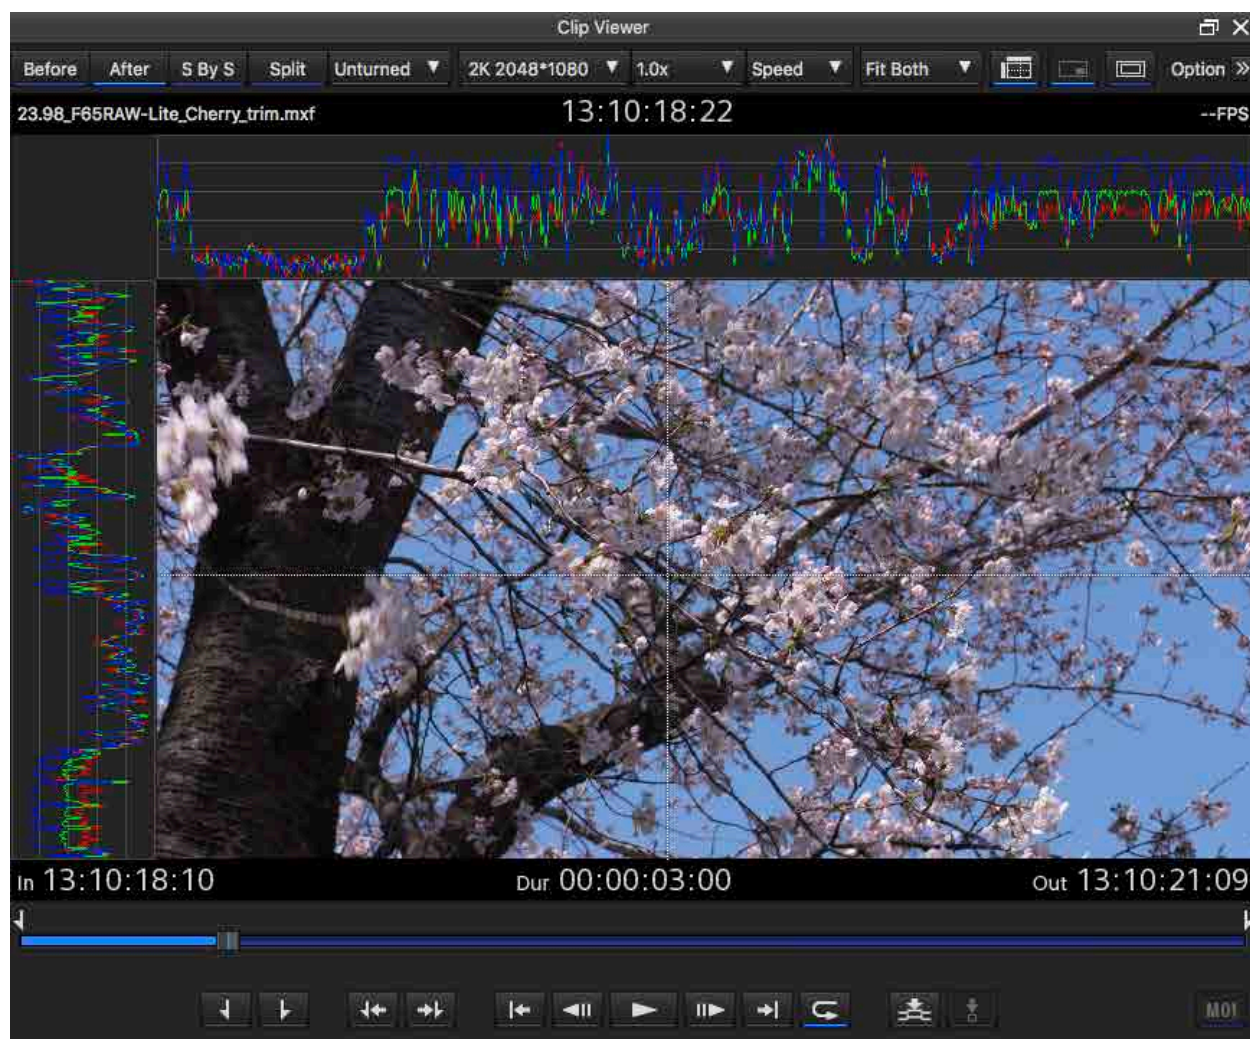 Clip Viewer
Before After S By S Split Unturned 2K 2048*1080 1.0x Speed Fit Both Option
23.98_F65RAW-Lite_Cherry_trim.mxf 13:10:18:22 --FPS
In 13:10:18:10 Dur 00:00:03:00 Out 13:10:21:09